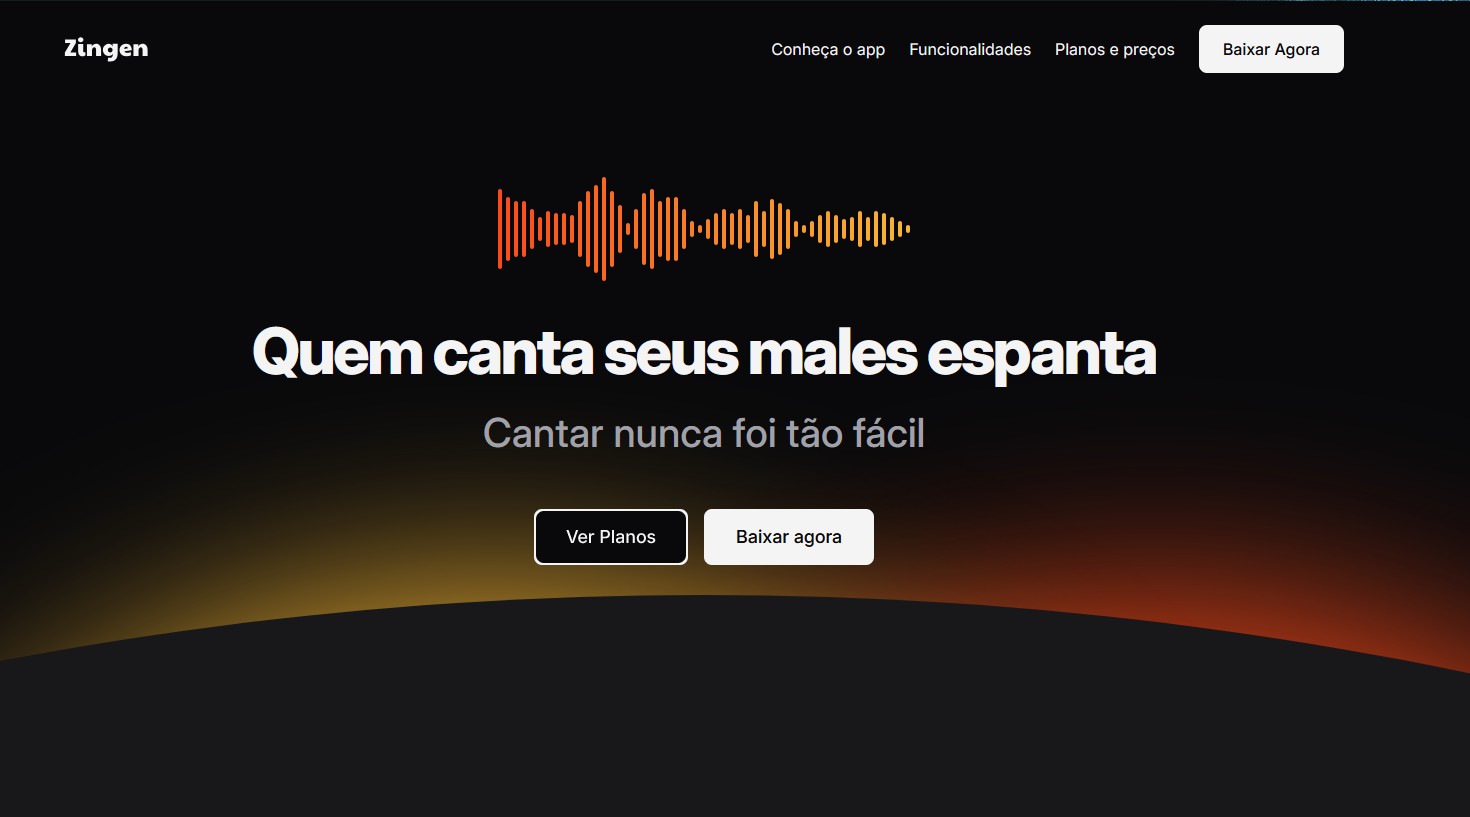 Zingen
Conheça o app
Funcionalidades
Planos e preços
Baixar Agora
Quem canta seus males espanta
Cantar nunca foi tão fácil
Ver Planos
Baixar agora